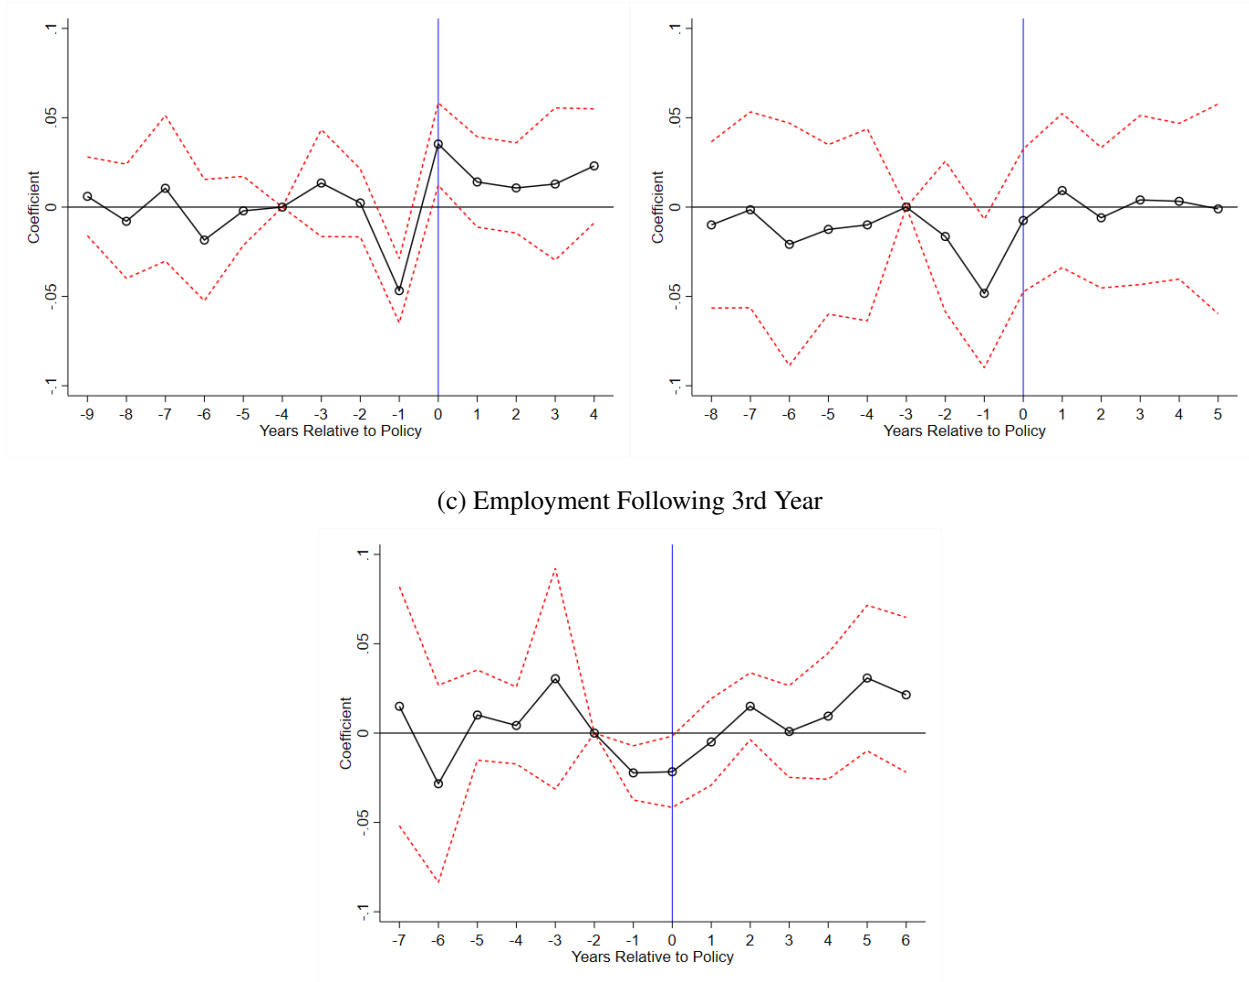 .1
.05
0
-.05
-.1
Coefficient
-9 -8 -7 -6 -5 -4 -3 -2 -1 0 1 2 3 4
Years Relative to Policy
.1
.05
0
-.05
-.1
Coefficient
-8 -7 -6 -5 -4 -3 -2 -1 0 1 2 3 4 5
Years Relative to Policy
(c) Employment Following 3rd Year
.1
.05
0
-.05
-.1
Coefficient
-7 -6 -5 -4 -3 -2 -1 0 1 2 3 4 5 6
Years Relative to Policy